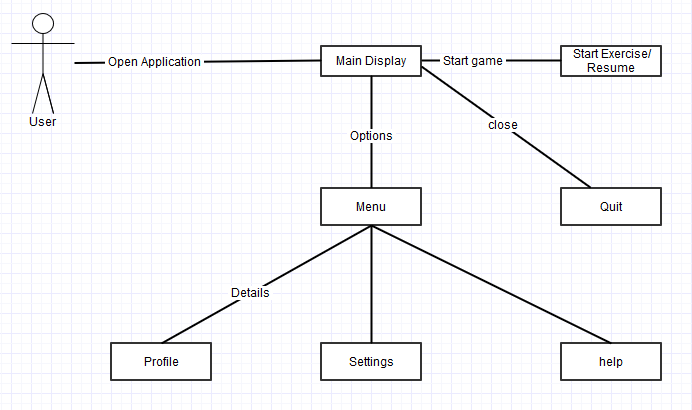 Open Application
Main Display
Start game
Start Exercise/
Resume
User
Options
close
Menu
Quit
Details
Profile
Settings
help